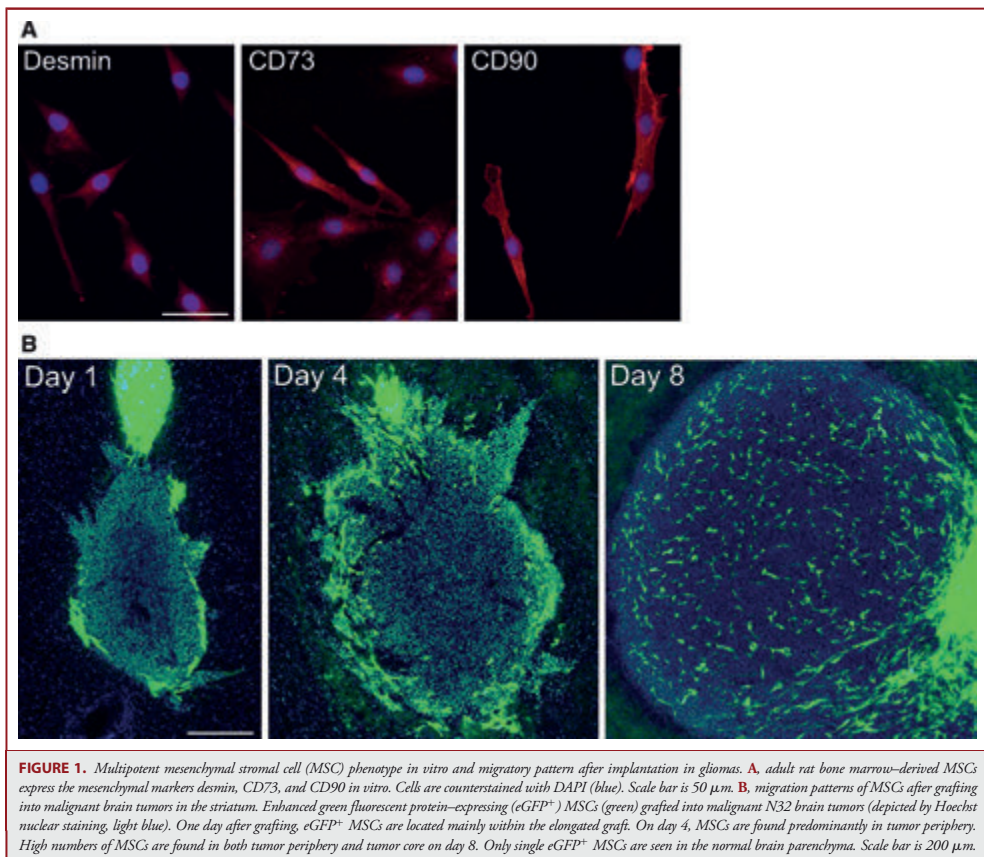 A
Desmin
CD73
CD90
B
Day 1
Day 4
Day 8
FIGURE 1. Multipotent mesenchymal stromal cell (MSC) phenotype in vitro and migratory pattern after implantation in gliomas. A, adult rat bone marrow–derived MSCs
express the mesenchymal markers desmin, CD73, and CD90 in vitro. Cells are counterstained with DAPI (blue). Scale bar is 50 μm. B, migration patterns of MSCs after grafting
into malignant brain tumors in the striatum. Enhanced green fluorescent protein–expressing (eGFP+) MSCs (green) grafted into malignant N32 brain tumors (depicted by Hoechst
nuclear staining, light blue). One day after grafting, eGFP+ MSCs are located mainly within the elongated graft. On day 4, MSCs are found predominantly in tumor periphery.
High numbers of MSCs are found in both tumor periphery and tumor core on day 8. Only single eGFP+ MSCs are seen in the normal brain parenchyma. Scale bar is 200 μm.